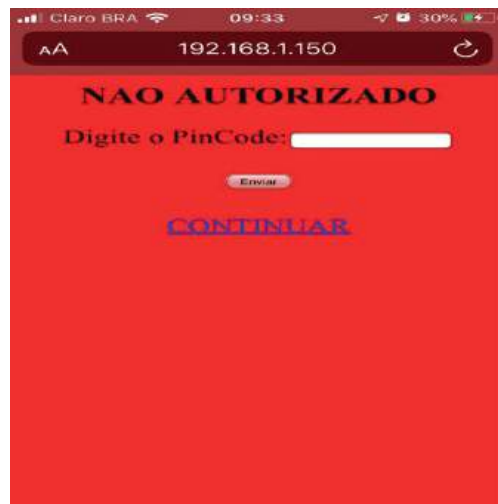 Claro BRA 09:33 30%
AA 192.168.1.150
NAO AUTORIZADO
Digite o PinCode:
Enviar
CONTINUAR